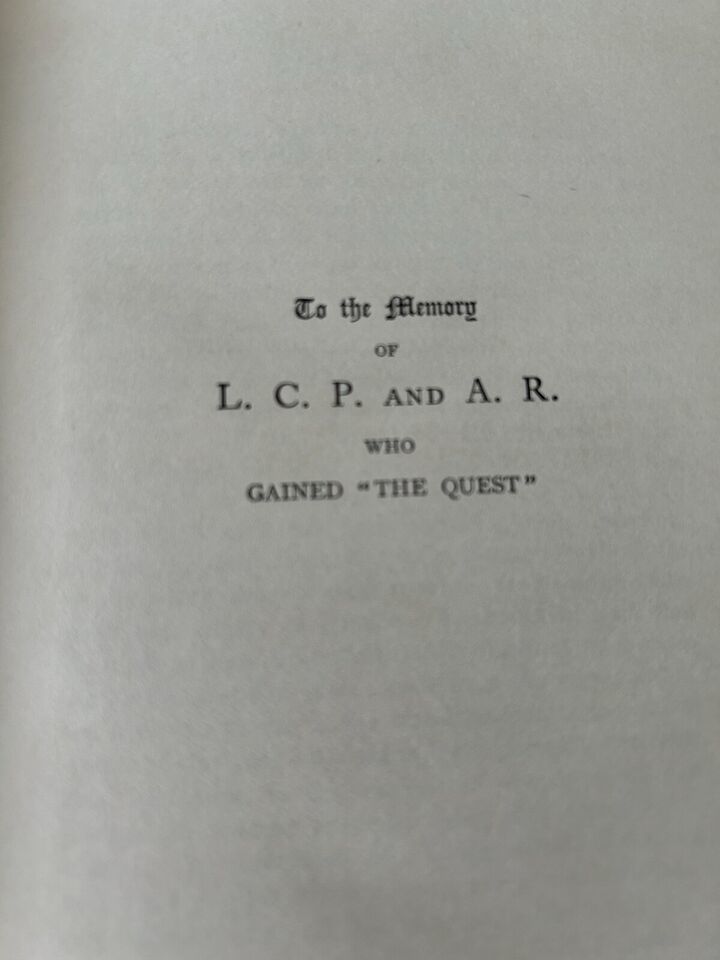 To the Memory
OF
L. C. P. AND A. R.
WHO
GAINED "THE QUEST"